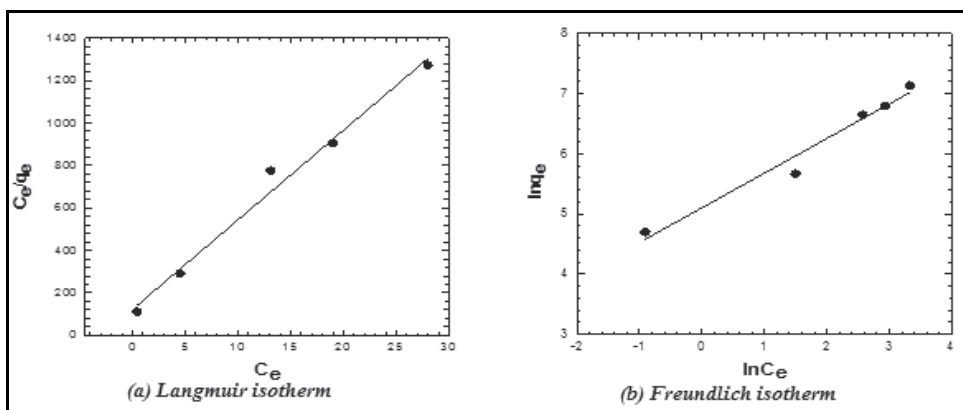 1400
1200
1000
800
600
400
200
0
Ce/qe
0 5 10 15 20 25 30
Ce
(a) Langmuir isotherm
8
7
6
5
4
3
lnqe
-2 -1 0 1 2 3 4
lnCe
(b) Freundlich isotherm